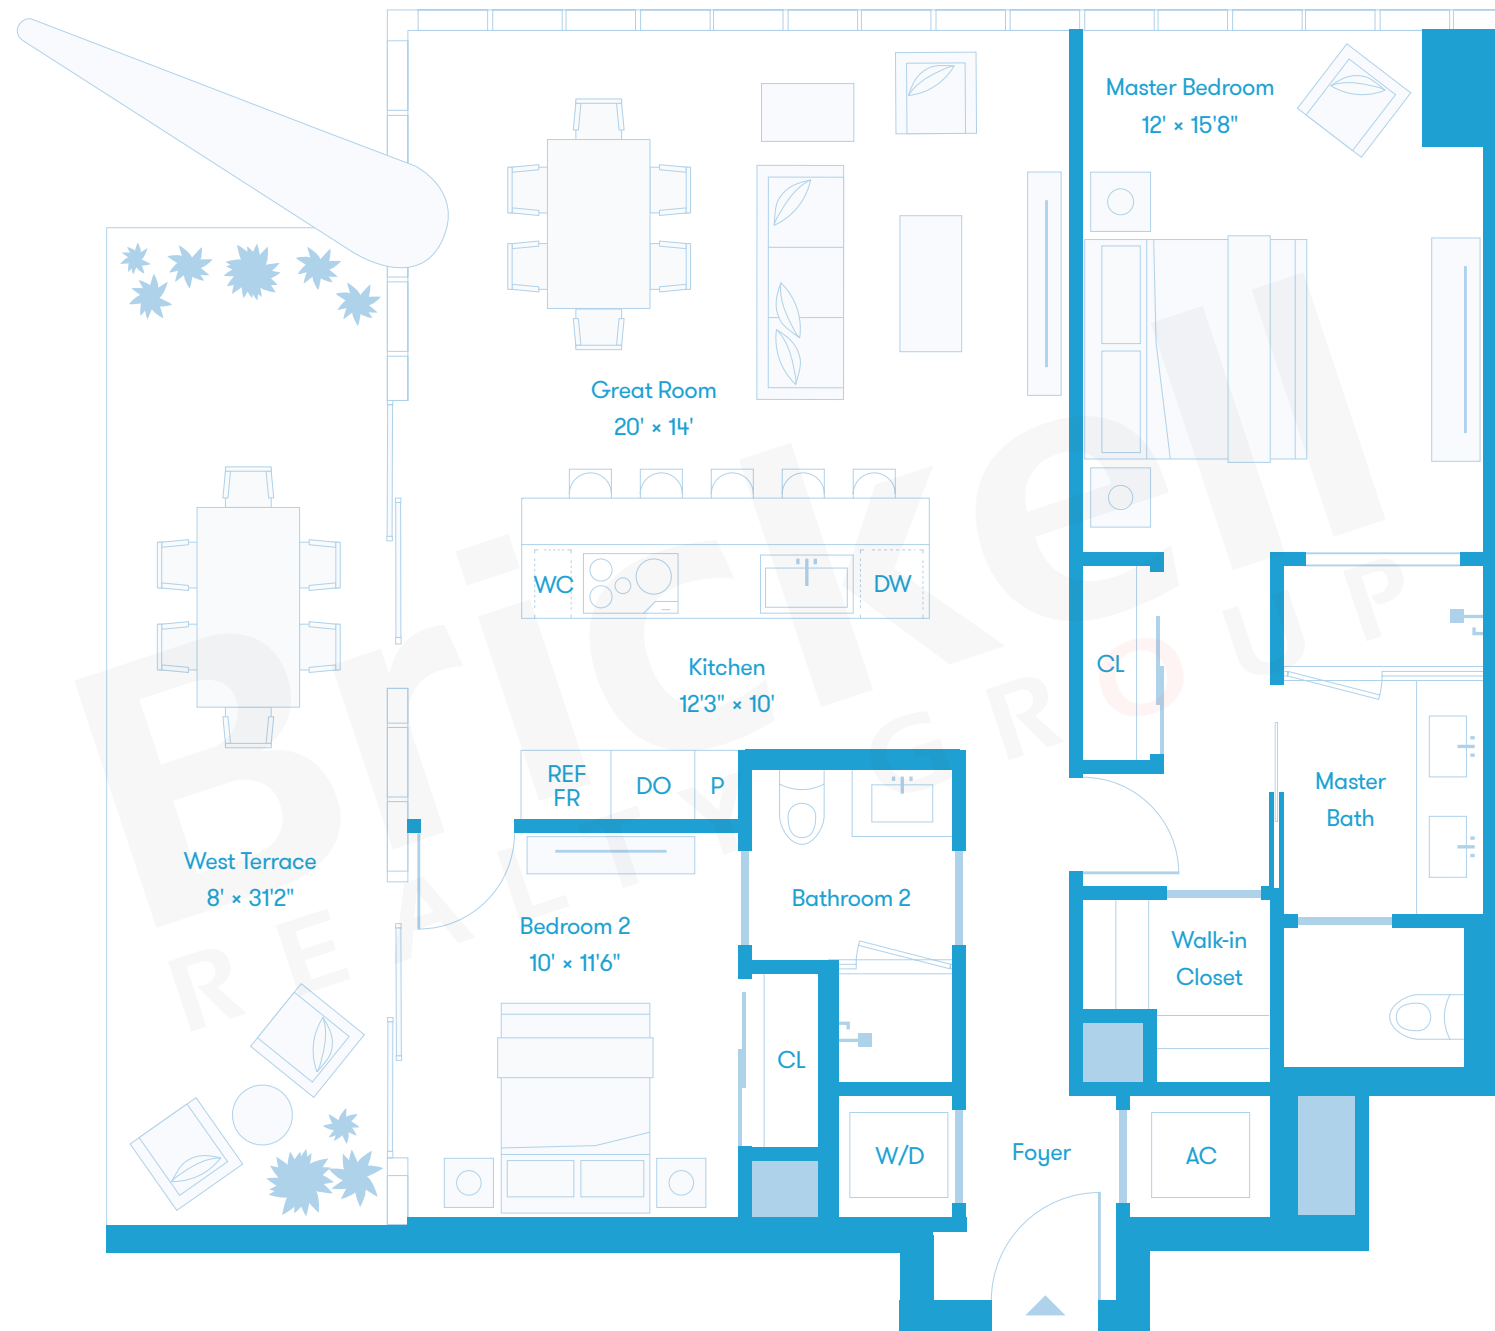 Master Bedroom
12' × 15'8"
Great Room
20' × 14'
WC
DW
CL
Kitchen
12'3" × 10'
REF
FR
DO
P
Master
Bath
West Terrace
8' × 31'2"
Bedroom 2
10' × 11'6"
Bathroom 2
Walk-in
Closet
CL
W/D
Foyer
AC
Brickell
REALTY GROUP